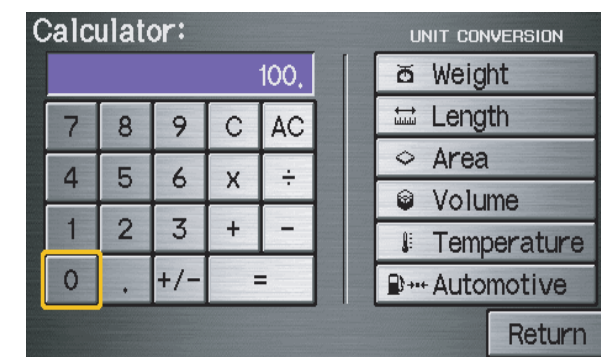 Calculator:
100.
7 8 9 C AC
4 5 6 x ÷
1 2 3 + −
0 . +/− =
UNIT CONVERSION
Weight
Length
Area
Volume
Temperature
Automotive
Return